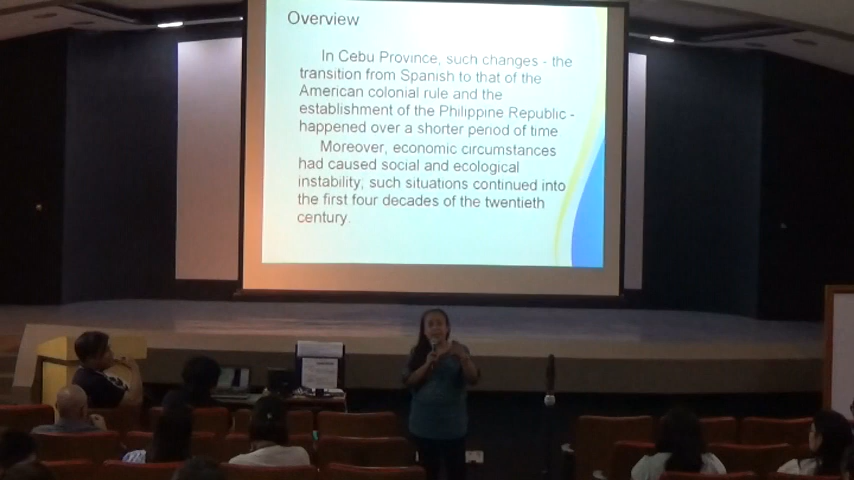 Overview
In Cebu Province, such changes - the
transition from Spanish to that of the
American colonial rule and the
establishment of the Philippine Republic -
happened over a shorter period of time
Moreover, economic circumstances
had caused social and ecological
instability; such situations continued into
the first four decades of the twentieth
century.